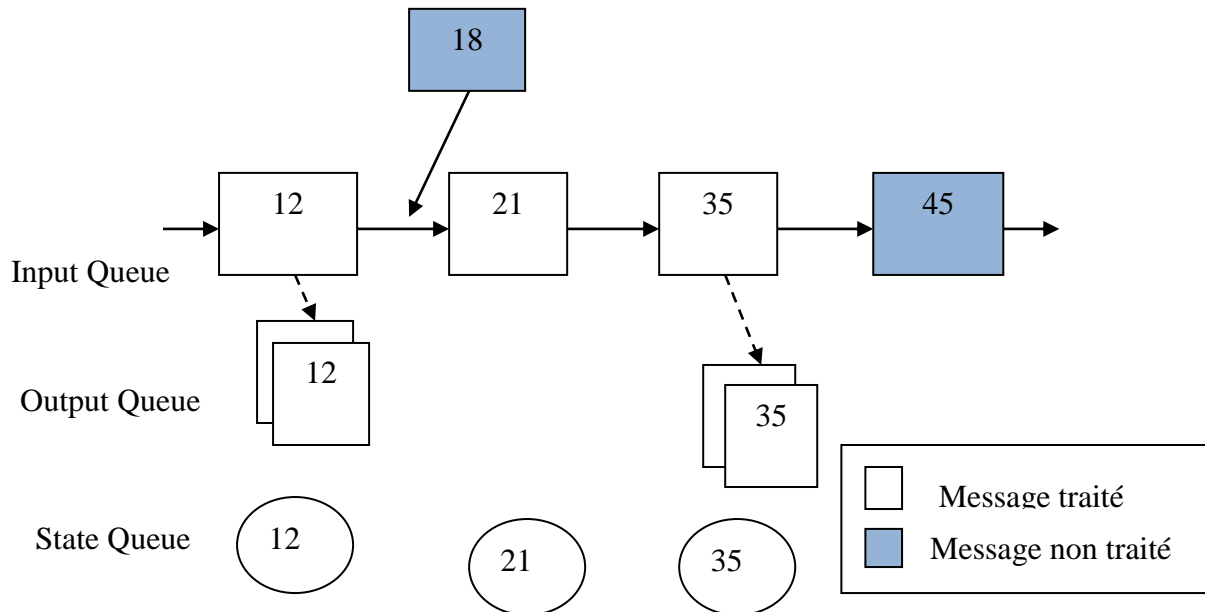 18
12
21
35
45
Input Queue
12
35
Output Queue
Message traité
Message non traité
State Queue
12
21
35